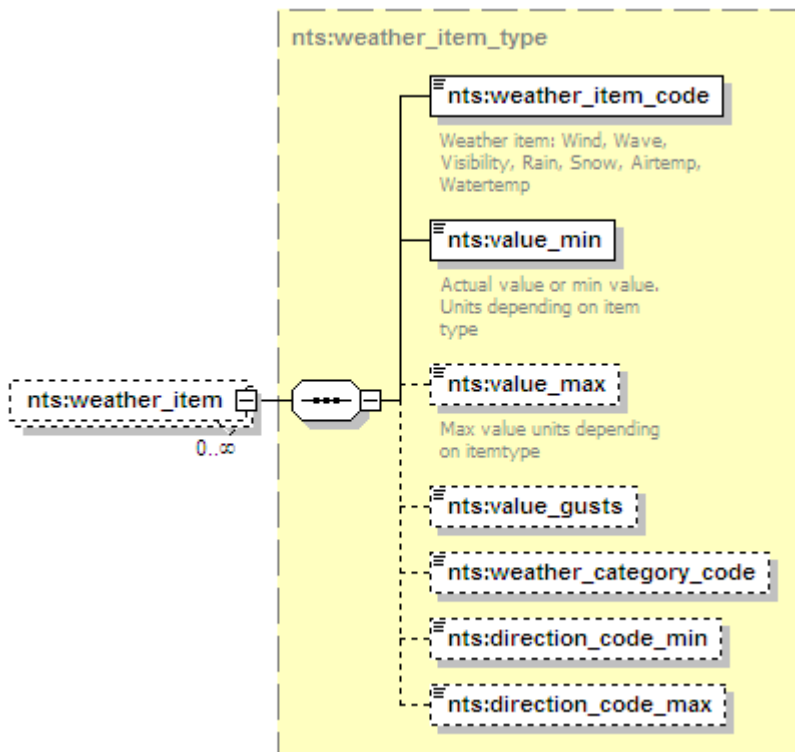 nts:weather_item_type
nts:weather_item_code
Weather item: Wind, Wave,
Visibility, Rain, Snow, Airtemp,
Watertemp
nts:value_min
Actual value or min value.
Units depending on item
type
nts:value_max
Max value units depending
on itemtype
nts:weather_item
0..∞
nts:value_gusts
nts:weather_category_code
nts:direction_code_min
nts:direction_code_max